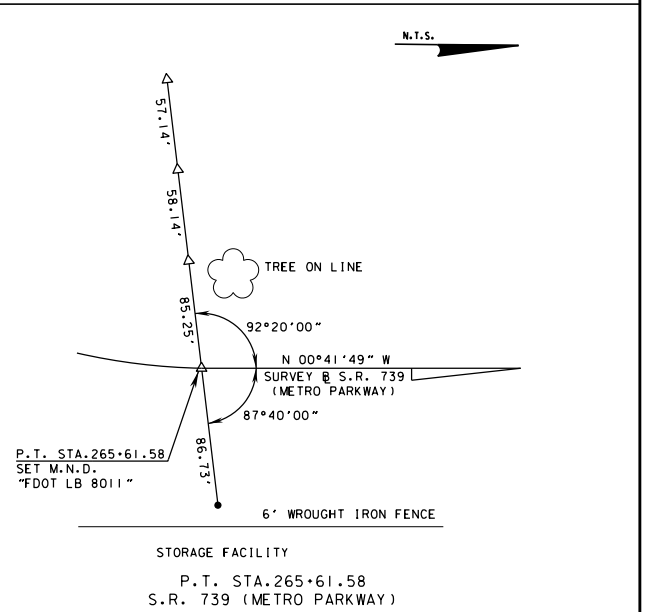 N.T.S.
57.14'
58.14'
TREE ON LINE
85.25'
92°20'00"
N 00°41'49" W
SURVEY BL S.R. 739
(METRO PARKWAY)
87°40'00"
P.T. STA.265+61.58
SET M.N.D.
"FDOT LB 8011"
86.73'
6' WROUGHT IRON FENCE
STORAGE FACILITY
P.T. STA.265+61.58
S.R. 739 (METRO PARKWAY)